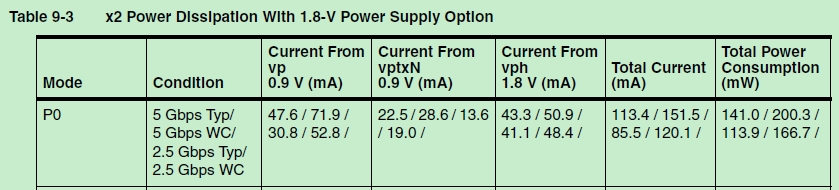 Table 9-3 x2 Power Dissipation With 1.8-V Power Supply Option
Mode Condition Current From vp 0.9 V (mA) Current From vptxN 0.9 V (mA) Current From vph 1.8 V (mA) Total Current (mA) Total Power Consumption (mW)
P0
5 Gbps Typ/
5 Gbps WC/
2.5 Gbps Typ/
2.5 Gbps WC
47.6 / 71.9 /
30.8 / 52.8 /
22.5 / 28.6 / 13.6
/ 19.0 /
43.3 / 50.9 /
41.1 / 48.4 /
113.4 / 151.5 /
85.5 / 120.1 /
141.0 / 200.3 /
113.9 / 166.7 /